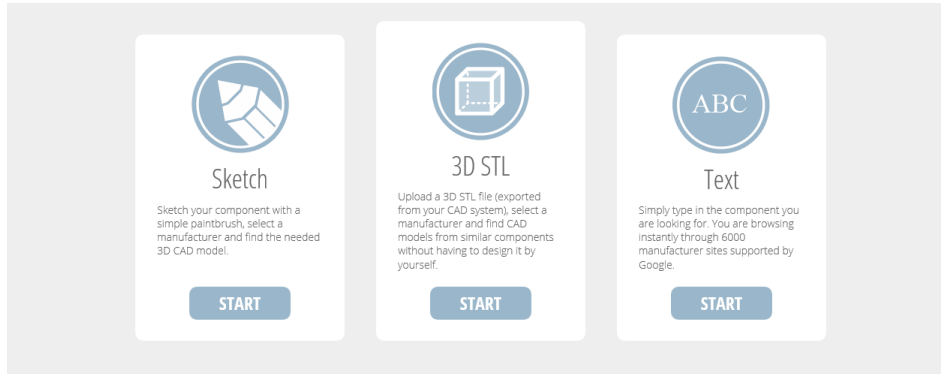 Sketch
Sketch your component with a
simple paintbrush, select a
manufacturer and find the needed
3D CAD model.
START
3D STL
Upload a 3D STL file (exported
from your CAD system), select a
manufacturer and find CAD
models from similar components
without having to design it by
yourself.
START
ABC
Text
Simply type in the component you
are looking for. You are browsing
instantly through 6000
manufacturer sites supported by
Google.
START